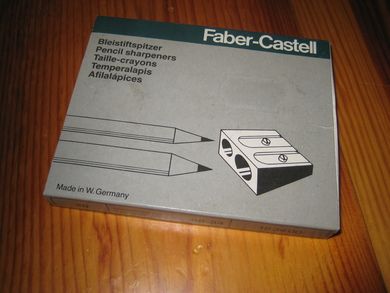 Faber-Castell
Bleistiftspitzer
Pencil sharpeners
Taille-crayons
Temperalapis
Afilalápices
Made in W. Germany